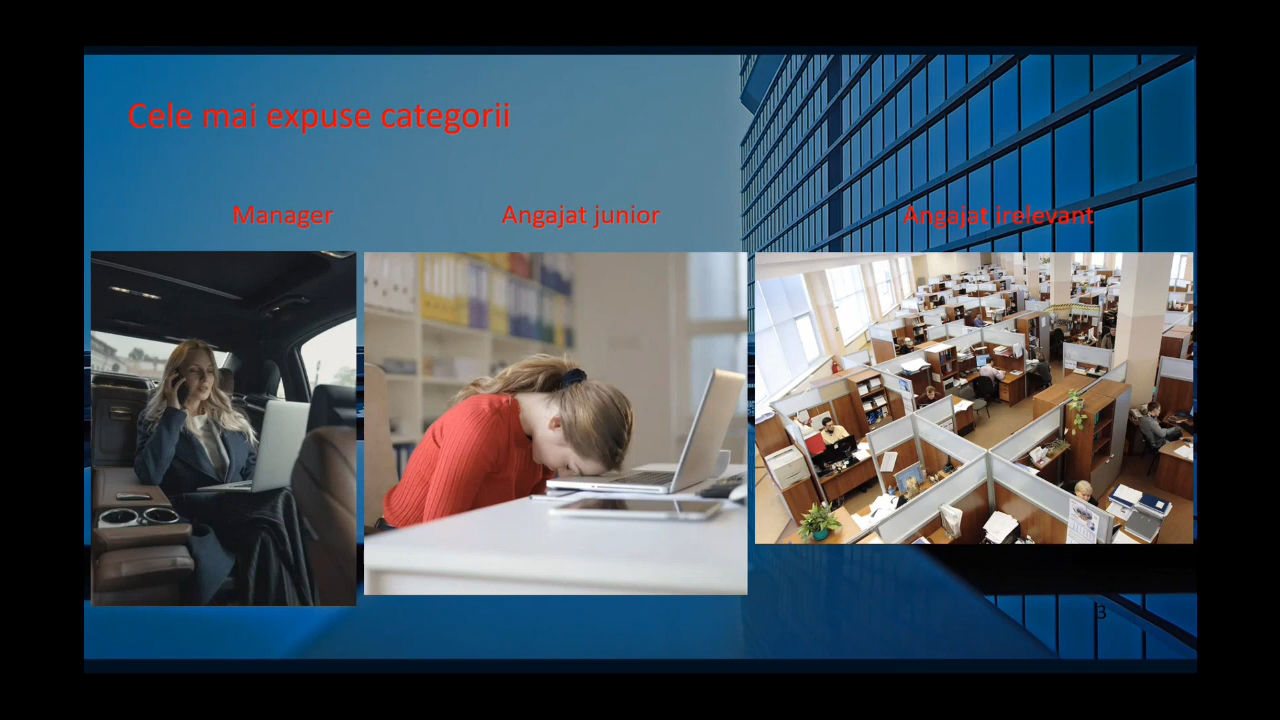 Cele mai expuse categorii
Manager
Angajat junior
Angajat irelevant
3